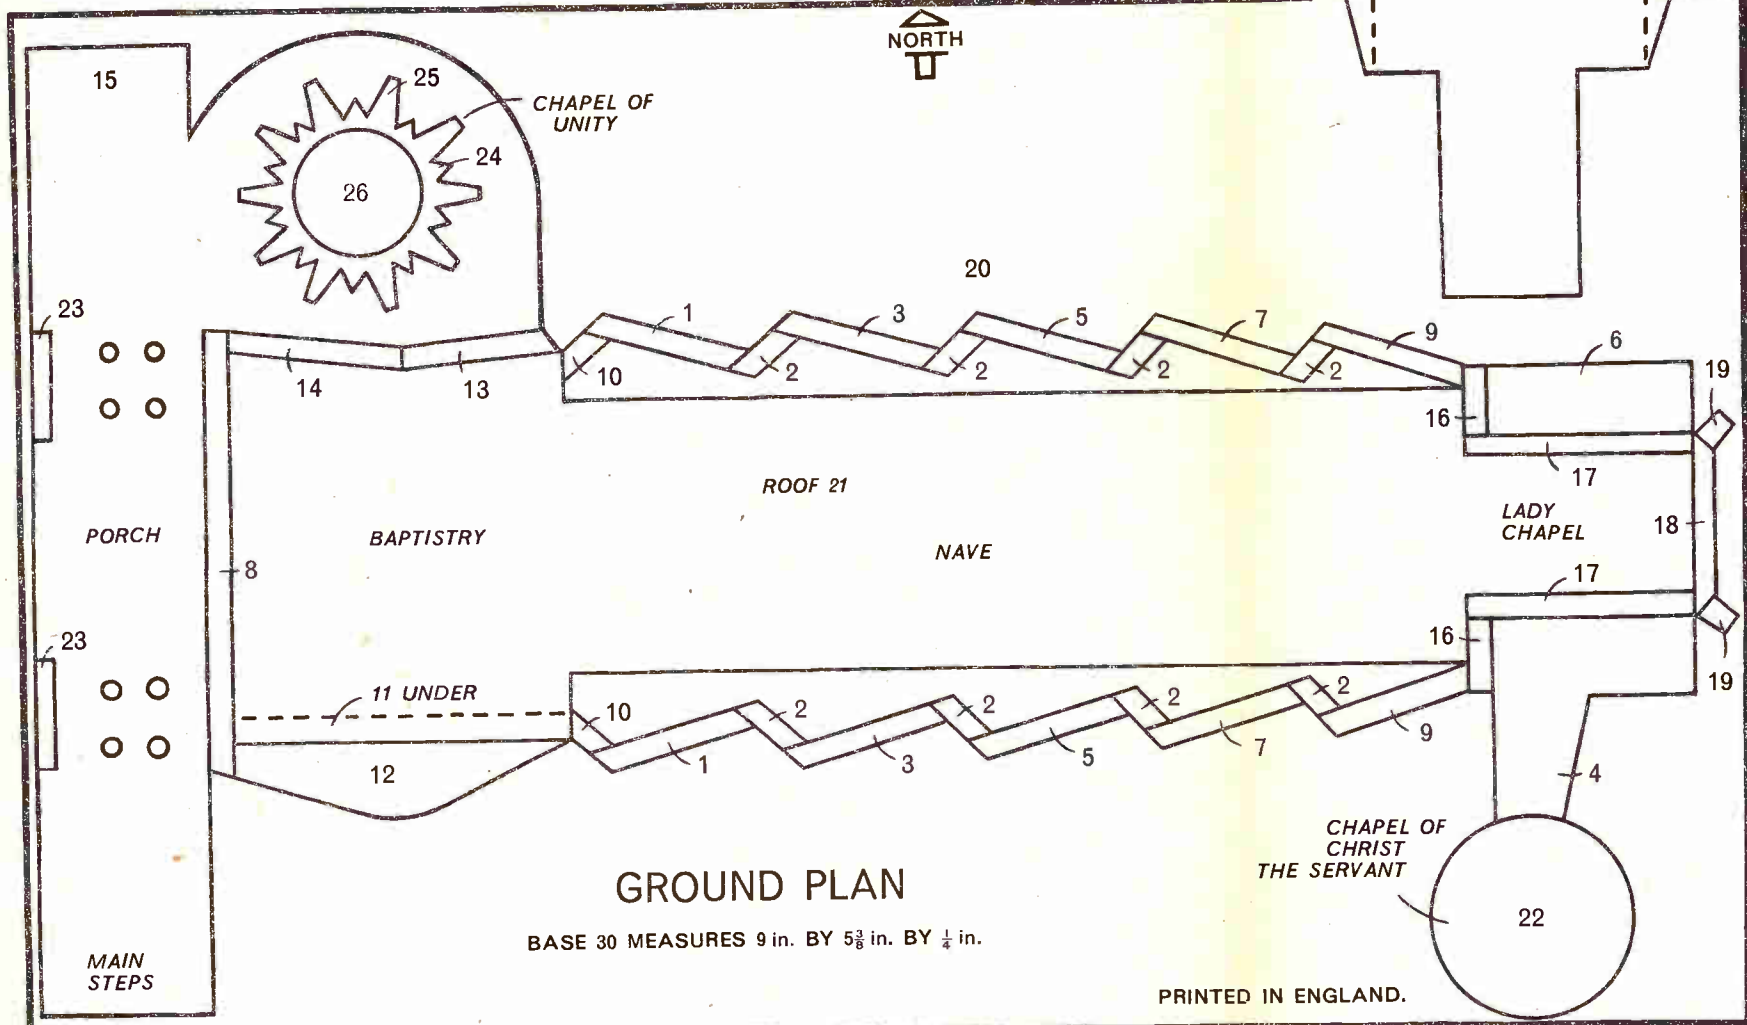 NORTH
15
25
CHAPEL OF
UNITY
24
26
20
23
1
3
5
7
9
6
19
14
13
10
2
2
2
2
16
17
ROOF 21
LADY
CHAPEL
18
PORCH
BAPTISTRY
NAVE
8
17
16
23
11 UNDER
10
2
2
2
2
19
1
3
5
7
9
12
4
CHAPEL OF
CHRIST
THE SERVANT
22
GROUND PLAN
BASE 30 MEASURES 9 in. BY 5⅜ in. BY ¼ in.
MAIN
STEPS
PRINTED IN ENGLAND.